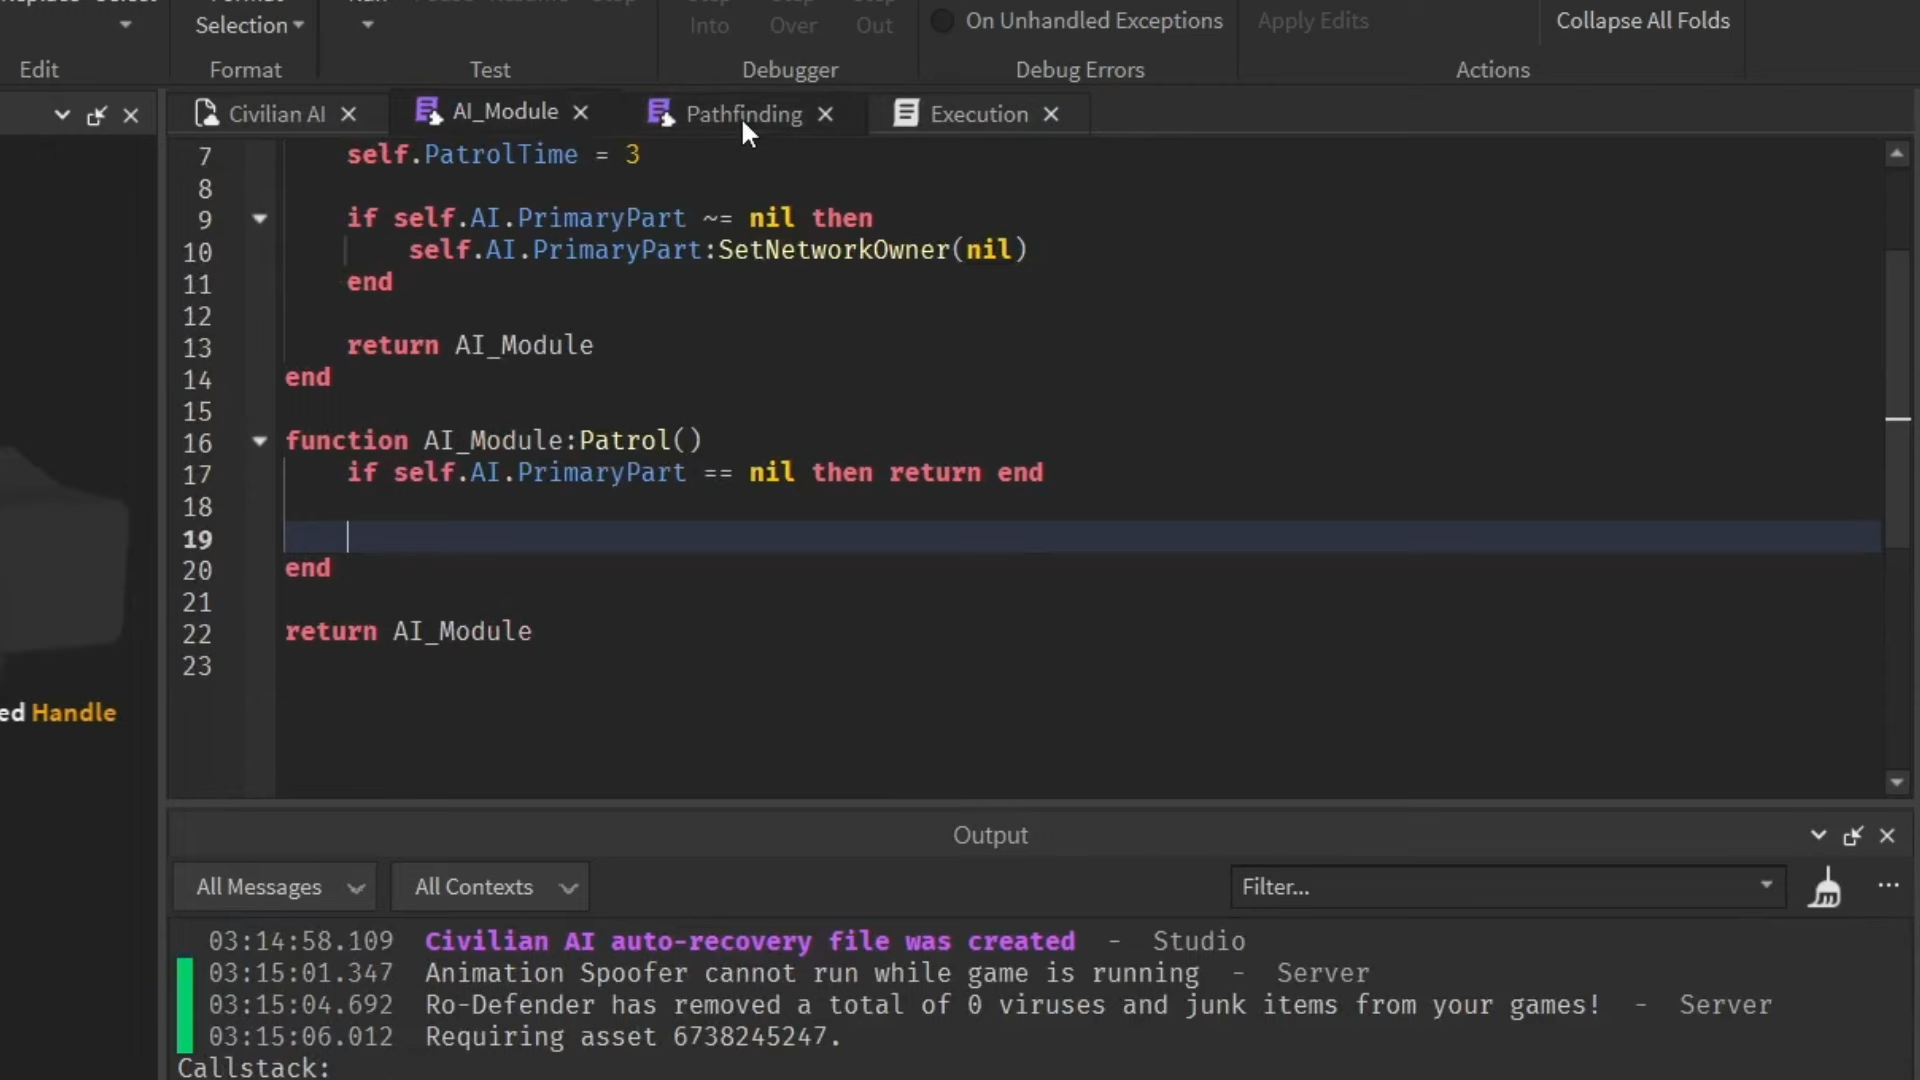 Selection
Into
Over
Out
On Unhandled Exceptions
Apply Edits
Collapse All Folds
Edit
Format
Test
Debugger
Debug Errors
Actions
Civilian AI
AI_Module
Pathfinding
Execution
7 self.PatrolTime = 3
8
9 if self.AI.PrimaryPart ~= nil then
10 self.AI.PrimaryPart:SetNetworkOwner(nil)
11 end
12
13 return AI_Module
14 end
15
16 function AI_Module:Patrol()
17 if self.AI.PrimaryPart == nil then return end
18
19
20 end
21
22 return AI_Module
23
ed Handle
Output
All Messages
All Contexts
Filter...
03:14:58.109 Civilian AI auto-recovery file was created - Studio
03:15:01.347 Animation Spoofer cannot run while game is running - Server
03:15:04.692 Ro-Defender has removed a total of 0 viruses and junk items from your games! - Server
03:15:06.012 Requiring asset 6738245247.
Callstack: